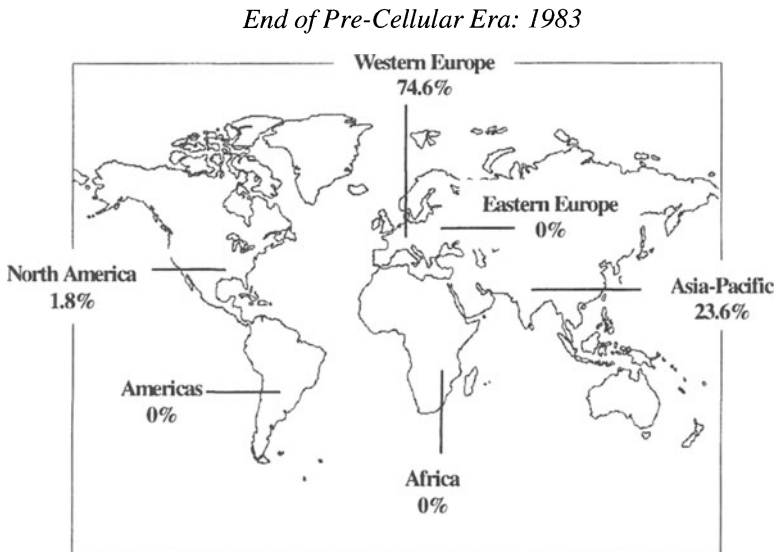 End of Pre-Cellular Era: 1983
Western Europe
74.6%
Eastern Europe
0%
North America
1.8%
Asia-Pacific
23.6%
Americas
0%
Africa
0%